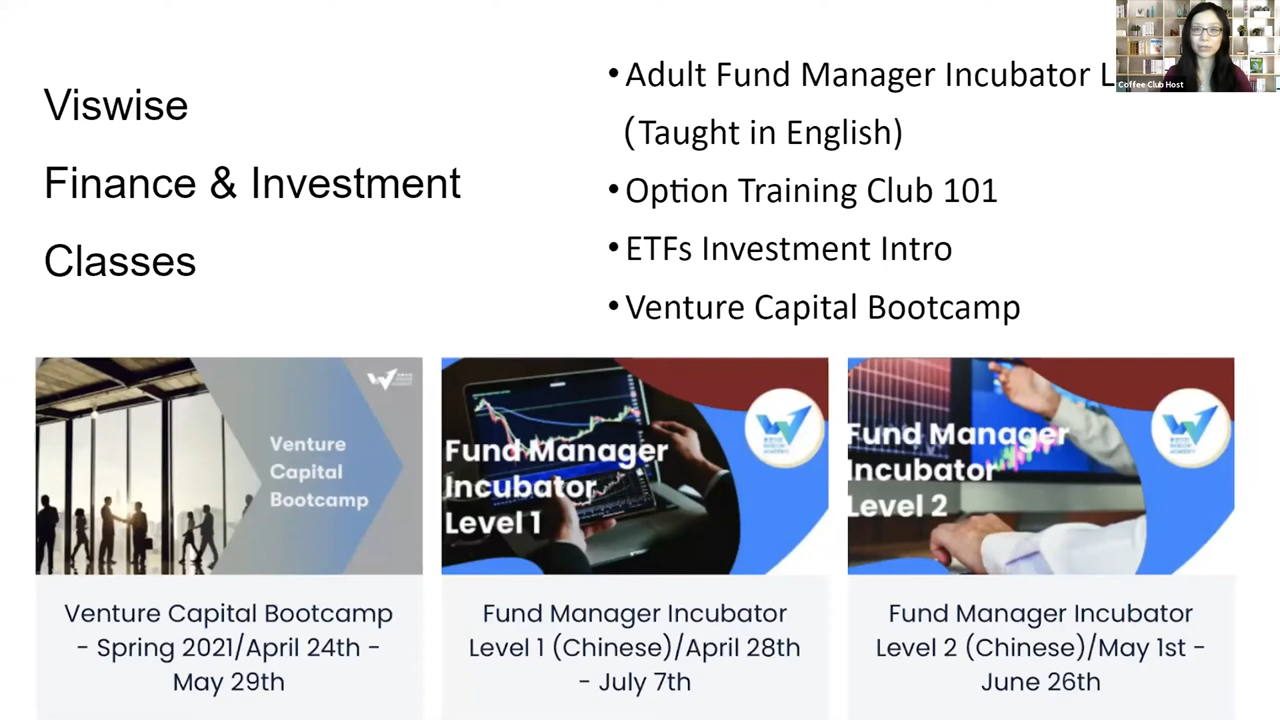 Viswise
Finance & Investment
Classes
• Adult Fund Manager Incubator
(Taught in English)
• Option Training Club 101
• ETFs Investment Intro
• Venture Capital Bootcamp
Coffee Club Host
Venture
Capital
Bootcamp
Fund Manager
Incubator
Level 1
Fund Manager
Incubator
Level 2
Venture Capital Bootcamp
- Spring 2021/April 24th -
May 29th
Fund Manager Incubator
Level 1 (Chinese)/April 28th
- July 7th
Fund Manager Incubator
Level 2 (Chinese)/May 1st -
June 26th